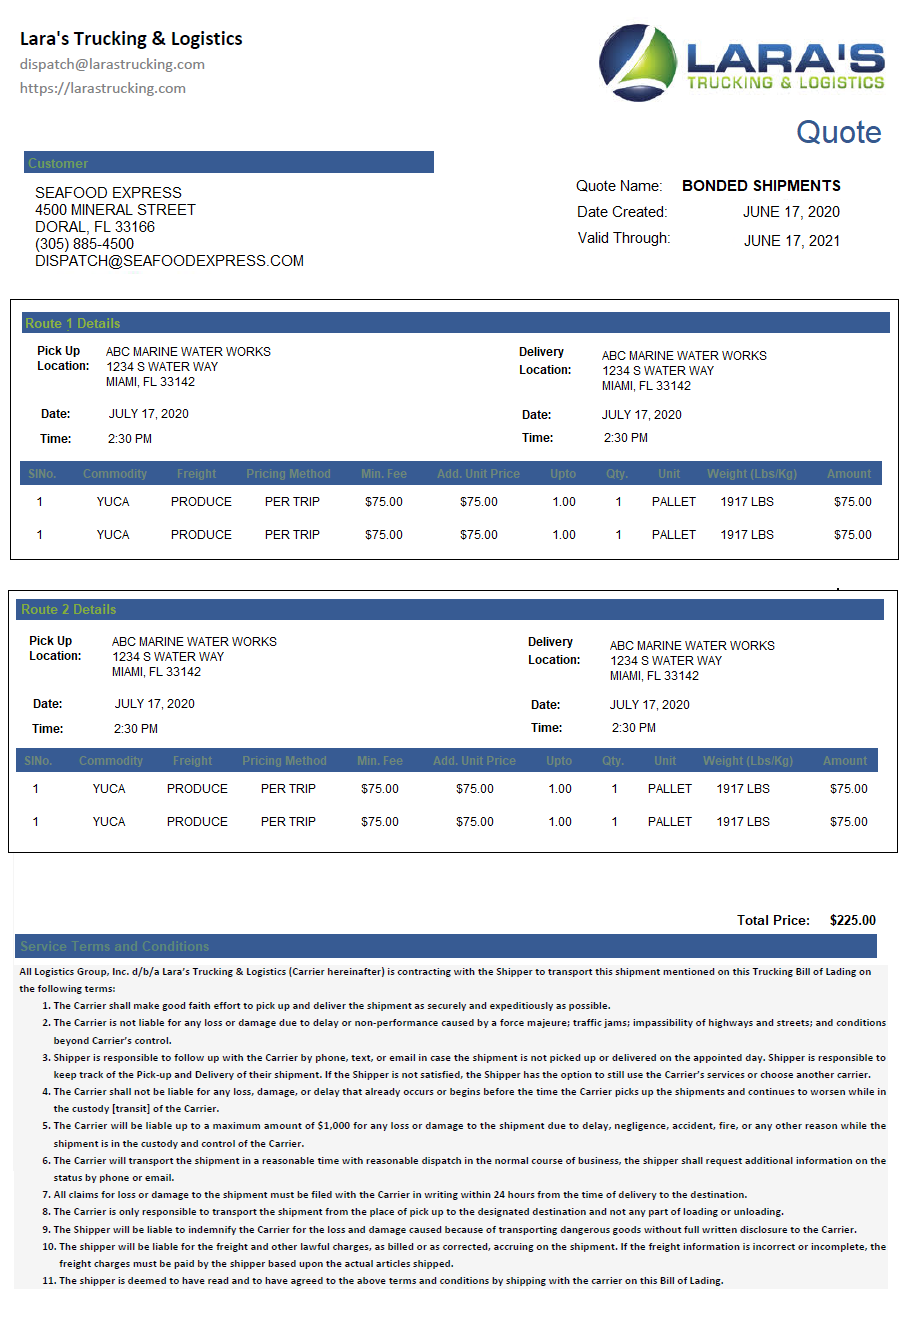 Lara's Trucking & Logistics
dispatch@larastrucking.com
https://larastrucking.com
LARA'S
TRUCKING & LOGISTICS
Quote
Customer
SEAFOOD EXPRESS
4500 MINERAL STREET
DORAL, FL 33166
(305) 885-4500
DISPATCH@SEAFOODEXPRESS.COM
Quote Name: BONDED SHIPMENTS
Date Created: JUNE 17, 2020
Valid Through: JUNE 17, 2021
Route 1 Details
Pick Up Location: ABC MARINE WATER WORKS
1234 S WATER WAY
MIAMI, FL 33142
Date: JULY 17, 2020
Time: 2:30 PM
Delivery Location: ABC MARINE WATER WORKS
1234 S WATER WAY
MIAMI, FL 33142
Date: JULY 17, 2020
Time: 2:30 PM
SlNo. Commodity Freight Pricing Method Min. Fee Add. Unit Price Upto Qty. Unit Weight (Lbs/Kg) Amount
1 YUCA PRODUCE PER TRIP $75.00 $75.00 1.00 1 PALLET 1917 LBS $75.00
1 YUCA PRODUCE PER TRIP $75.00 $75.00 1.00 1 PALLET 1917 LBS $75.00
Route 2 Details
Pick Up Location: ABC MARINE WATER WORKS
1234 S WATER WAY
MIAMI, FL 33142
Date: JULY 17, 2020
Time: 2:30 PM
Delivery Location: ABC MARINE WATER WORKS
1234 S WATER WAY
MIAMI, FL 33142
Date: JULY 17, 2020
Time: 2:30 PM
SlNo. Commodity Freight Pricing Method Min. Fee Add. Unit Price Upto Qty. Unit Weight (Lbs/Kg) Amount
1 YUCA PRODUCE PER TRIP $75.00 $75.00 1.00 1 PALLET 1917 LBS $75.00
1 YUCA PRODUCE PER TRIP $75.00 $75.00 1.00 1 PALLET 1917 LBS $75.00
Total Price: $225.00
Service Terms and Conditions
All Logistics Group, Inc. d/b/a Lara's Trucking & Logistics (Carrier hereinafter) is contracting with the Shipper to transport this shipment mentioned on this Trucking Bill of Lading on
the following terms:
1. The Carrier shall make good faith effort to pick up and deliver the shipment as securely and expeditiously as possible.
2. The Carrier is not liable for any loss or damage due to delay or non-performance caused by a force majeure; traffic jams; impassibility of highways and streets; and conditions
beyond Carrier's control.
3. Shipper is responsible to follow up with the Carrier by phone, text, or email in case the shipment is not picked up or delivered on the appointed day. Shipper is responsible to
keep track of the Pick-up and Delivery of their shipment. If the Shipper is not satisfied, the Shipper has the option to still use the Carrier's services or choose another carrier.
4. The Carrier shall not be liable for any loss, damage, or delay that already occurs or begins before the time the Carrier picks up the shipments and continues to worsen while in
the custody [transit] of the Carrier.
5. The Carrier will be liable up to a maximum amount of $1,000 for any loss or damage to the shipment due to delay, negligence, accident, fire, or any other reason while the
shipment is in the custody and control of the Carrier.
6. The Carrier will transport the shipment in a reasonable time with reasonable dispatch in the normal course of business, the shipper shall request additional information on the
status by phone or email.
7. All claims for loss or damage to the shipment must be filed with the Carrier in writing within 24 hours from the time of delivery to the destination.
8. The Carrier is only responsible to transport the shipment from the place of pick up to the designated destination and not any part of loading or unloading.
9. The Shipper will be liable to indemnify the Carrier for the loss and damage caused because of transporting dangerous goods without full written disclosure to the Carrier.
10. The shipper will be liable for the freight and other lawful charges, as billed or as corrected, accruing on the shipment. If the freight information is incorrect or incomplete, the
freight charges must be paid by the shipper based upon the actual articles shipped.
11. The shipper is deemed to have read and to have agreed to the above terms and conditions by shipping with the carrier on this Bill of Lading.